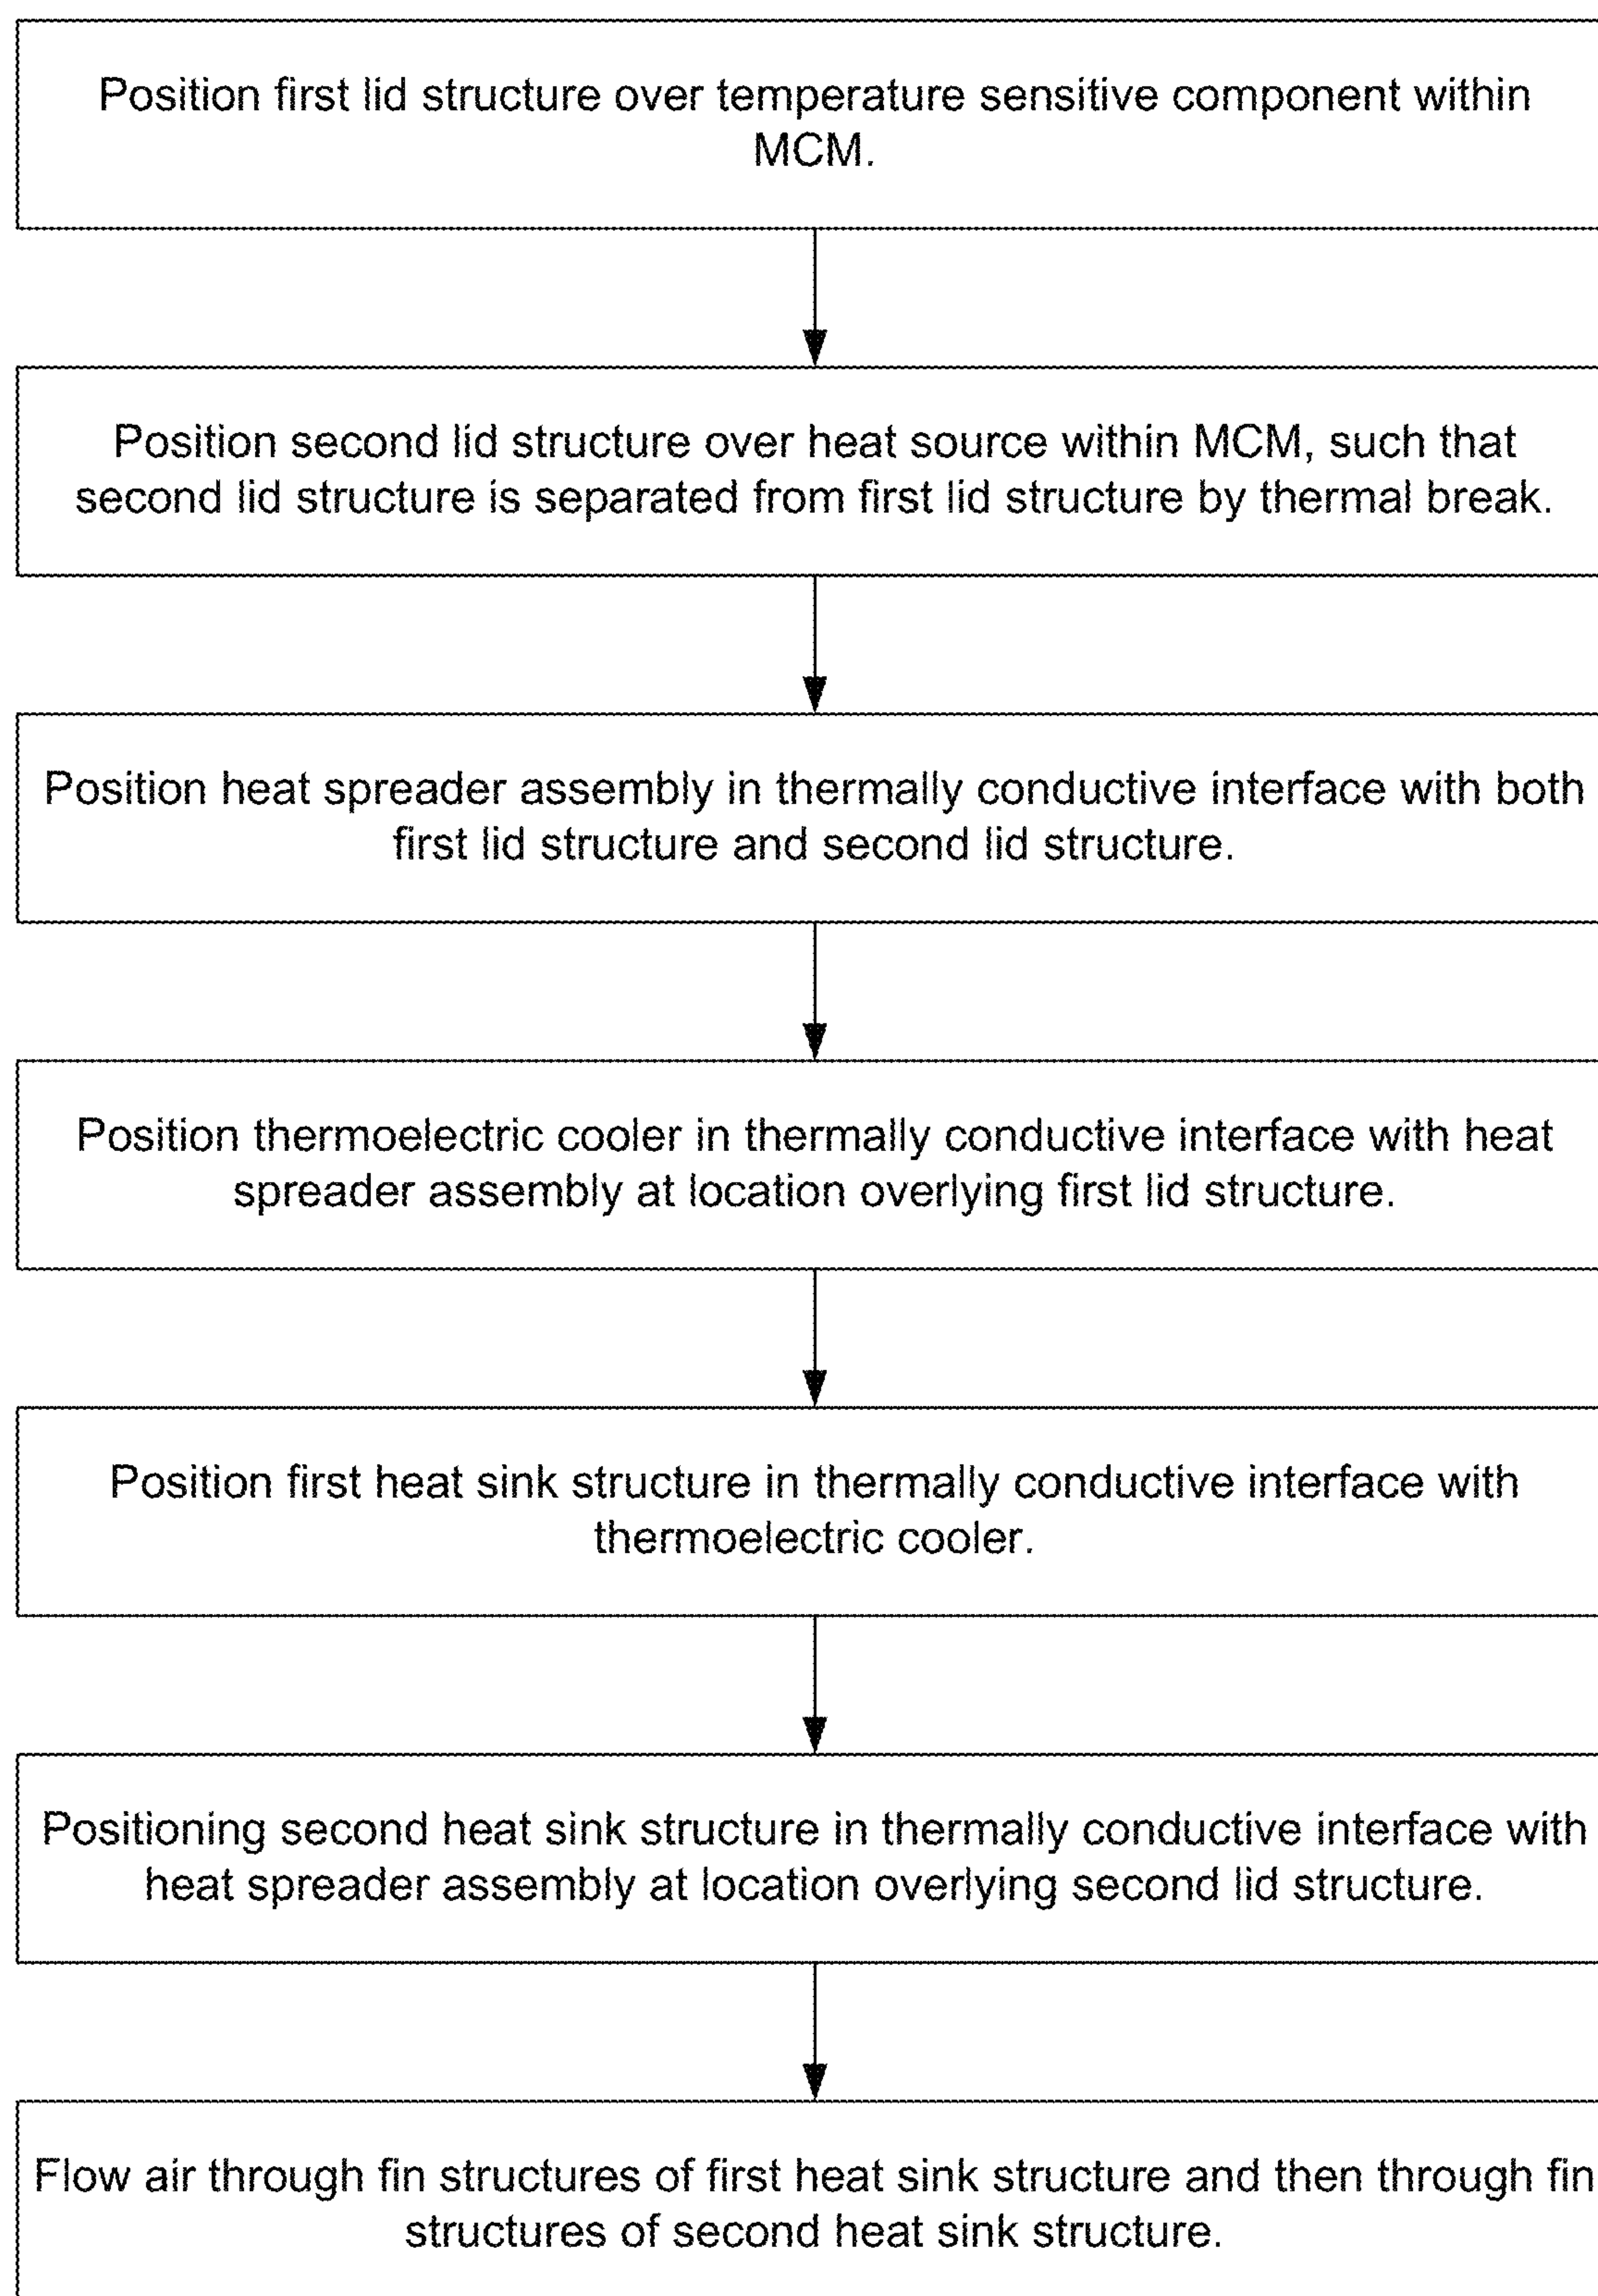 Position first lid structure over temperature sensitive component within
MCM.
Position second lid structure over heat source within MCM, such that
second lid structure is separated from first lid structure by thermal break.
Position heat spreader assembly in thermally conductive interface with both
first lid structure and second lid structure.
Position thermoelectric cooler in thermally conductive interface with heat
spreader assembly at location overlying first lid structure.
Position first heat sink structure in thermally conductive interface with
thermoelectric cooler.
Positioning second heat sink structure in thermally conductive interface with
heat spreader assembly at location overlying second lid structure.
Flow air through fin structures of first heat sink structure and then through fin
structures of second heat sink structure.